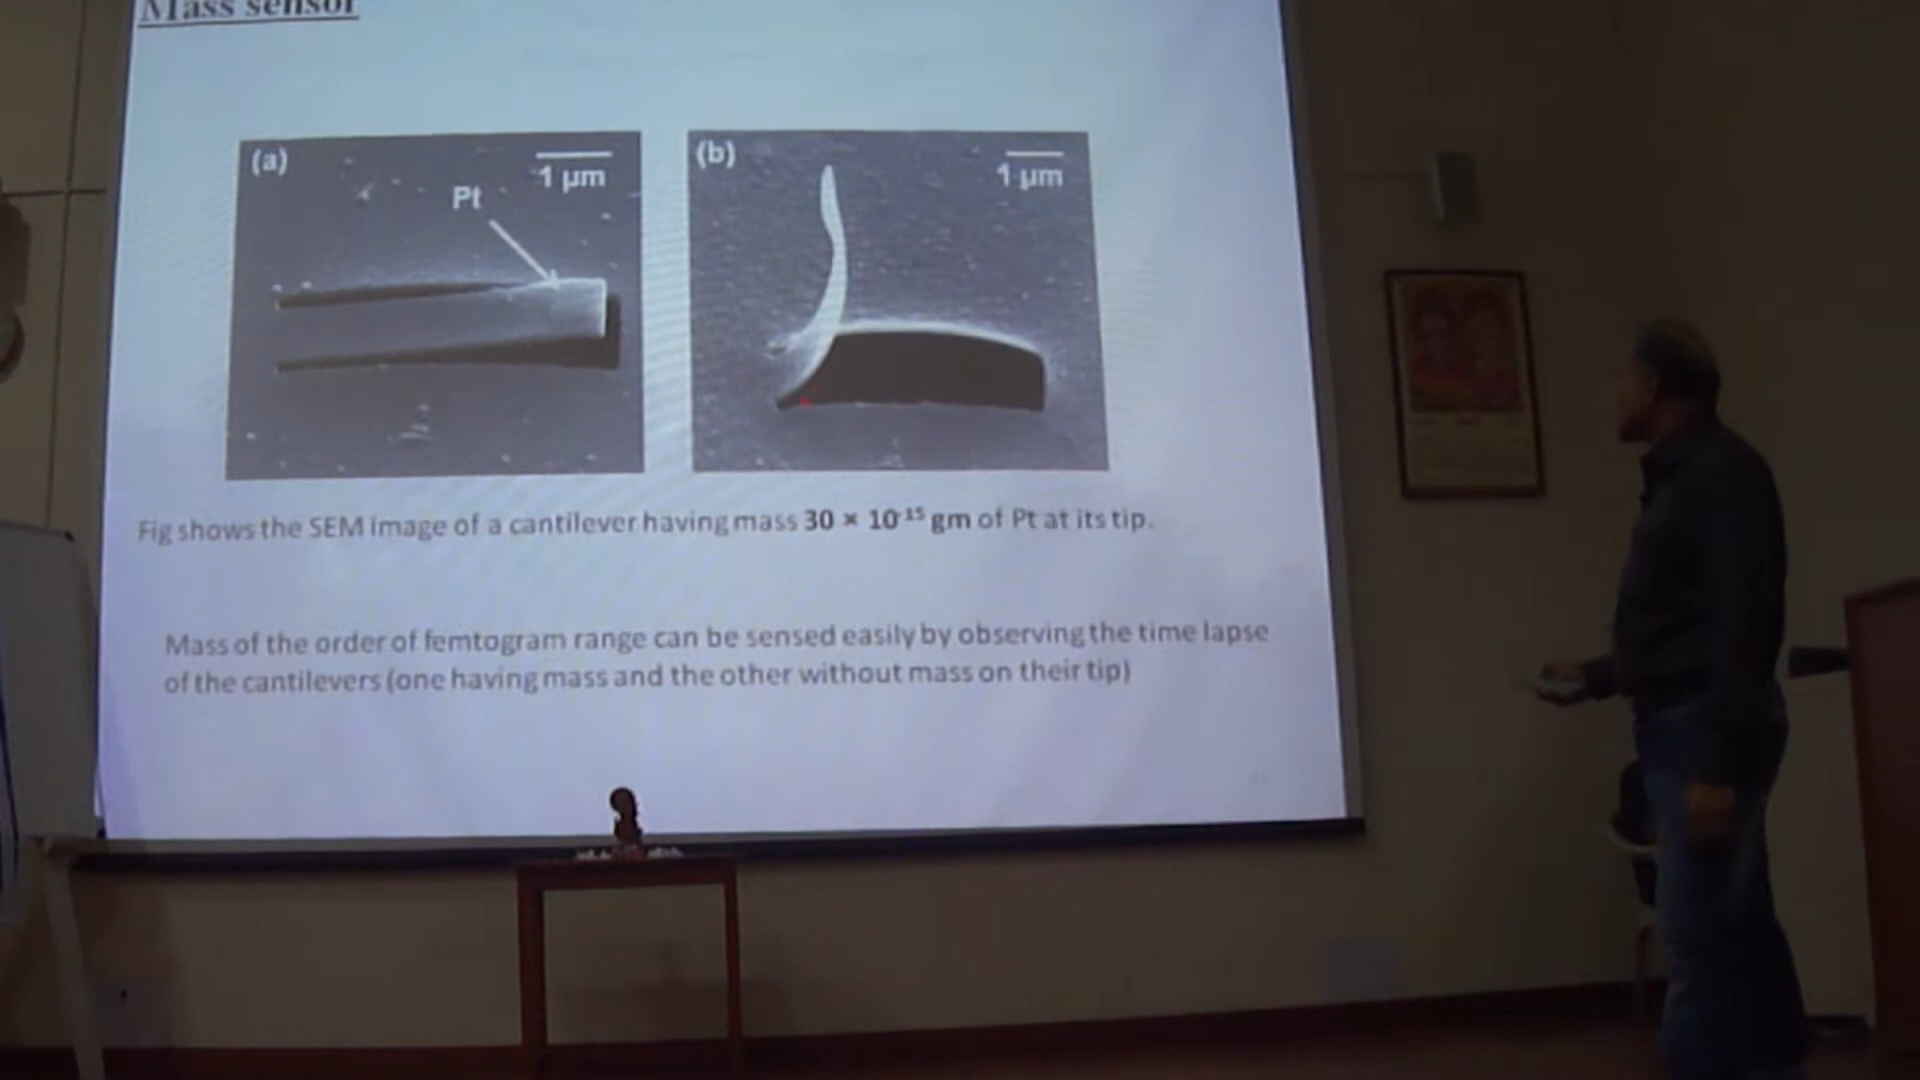 Mass sensor
(a)
1 µm
Pt
(b)
1 µm
Fig shows the SEM image of a cantilever having mass 30 × 10⁻¹⁵ gm of Pt at its tip.
Mass of the order of femtogram range can be sensed easily by observing the time lapse
of the cantilevers (one having mass and the other without mass on their tip)